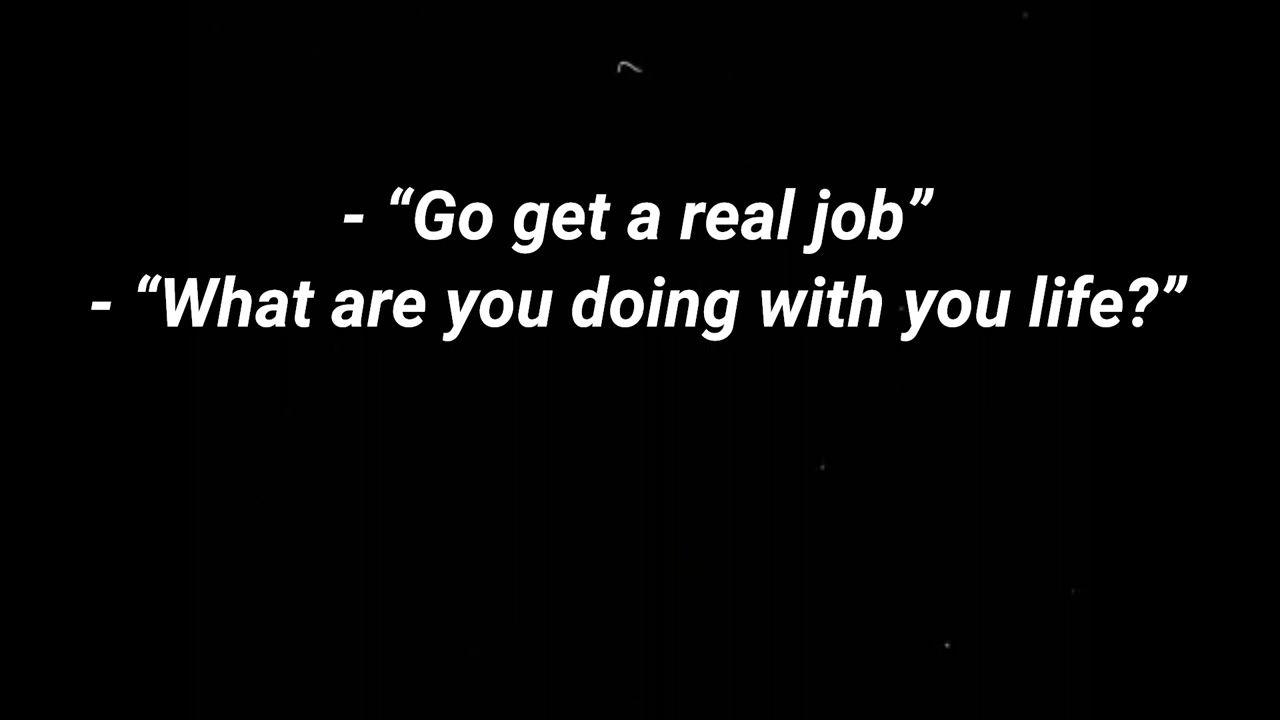 - “Go get a real job”
- “What are you doing with you life?”